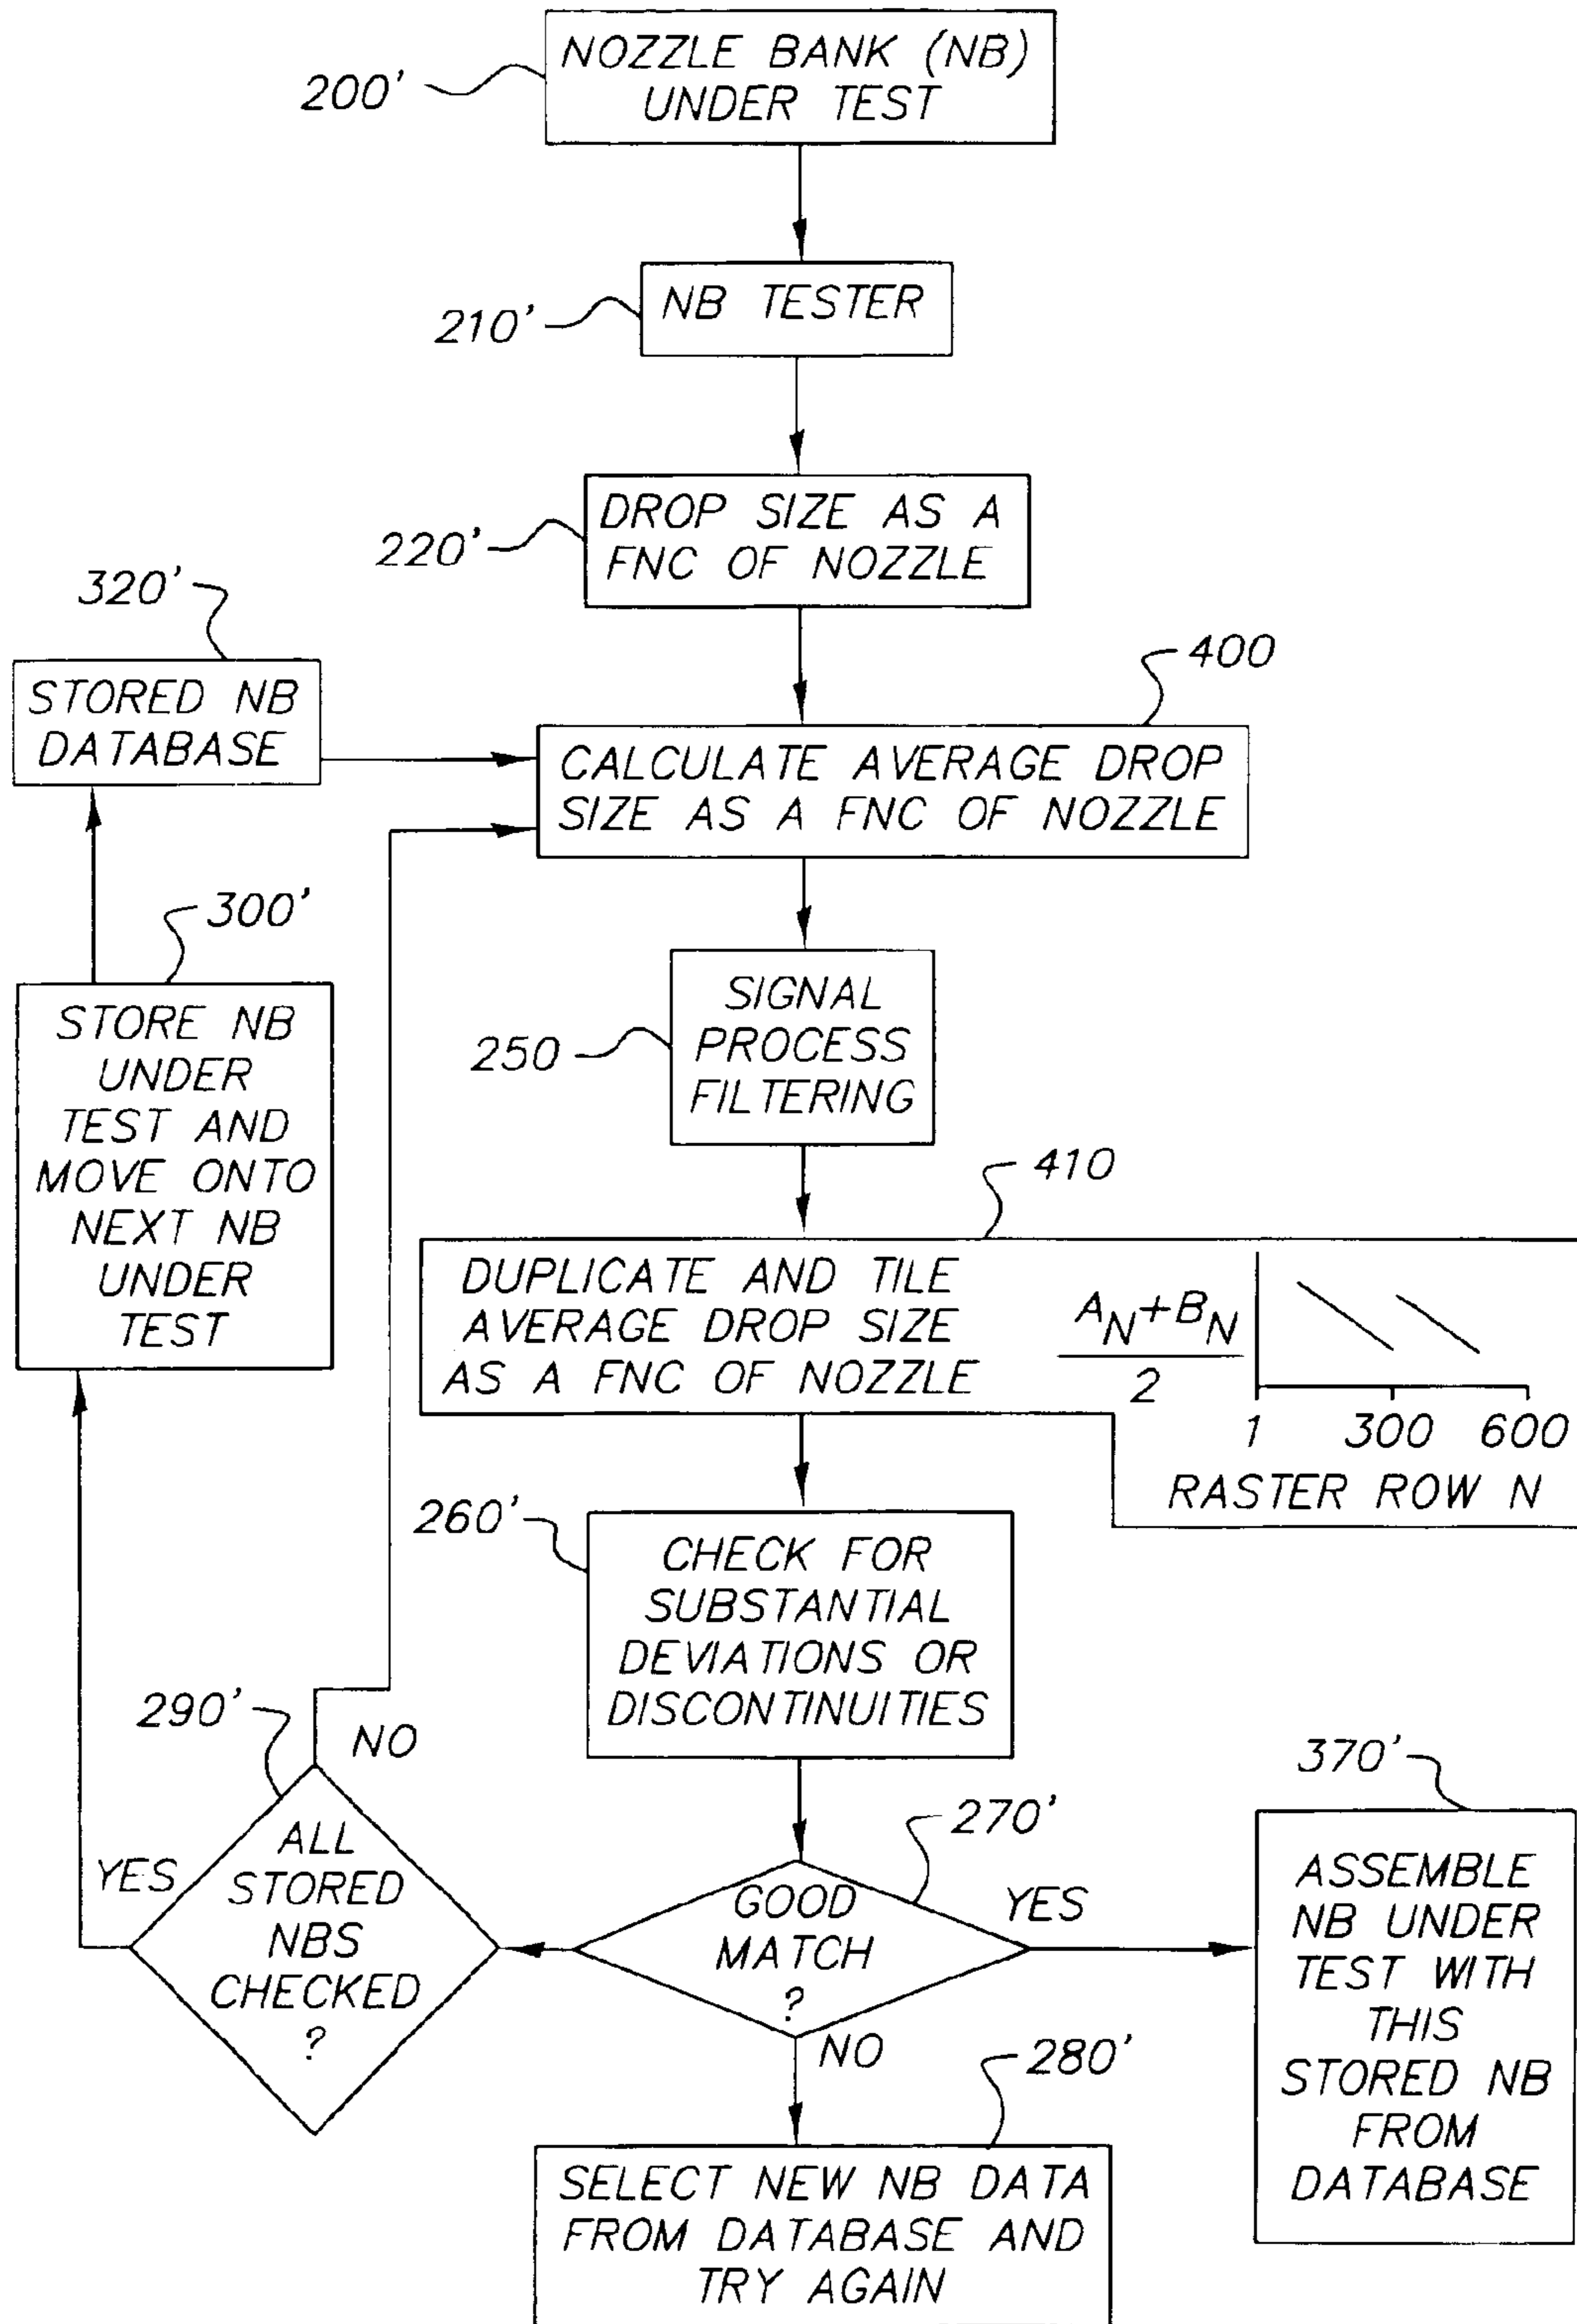 NOZZLE BANK (NB)
UNDER TEST
200'
NB TESTER
210'
DROP SIZE AS A
FNC OF NOZZLE
220'
320'
STORED NB
DATABASE
400
CALCULATE AVERAGE DROP
SIZE AS A FNC OF NOZZLE
300'
STORE NB
UNDER
TEST AND
MOVE ONTO
NEXT NB
UNDER
TEST
250
SIGNAL
PROCESS
FILTERING
410
DUPLICATE AND TILE
AVERAGE DROP SIZE
AS A FNC OF NOZZLE
A_N+B_N
2
1 300 600
RASTER ROW N
260'
CHECK FOR
SUBSTANTIAL
DEVIATIONS OR
DISCONTINUITIES
290'
NO
YES
ALL
STORED
NBS
CHECKED
?
270'
GOOD
MATCH
?
YES
NO
370'
ASSEMBLE
NB UNDER
TEST WITH
THIS
STORED NB
FROM
DATABASE
280'
SELECT NEW NB DATA
FROM DATABASE AND
TRY AGAIN